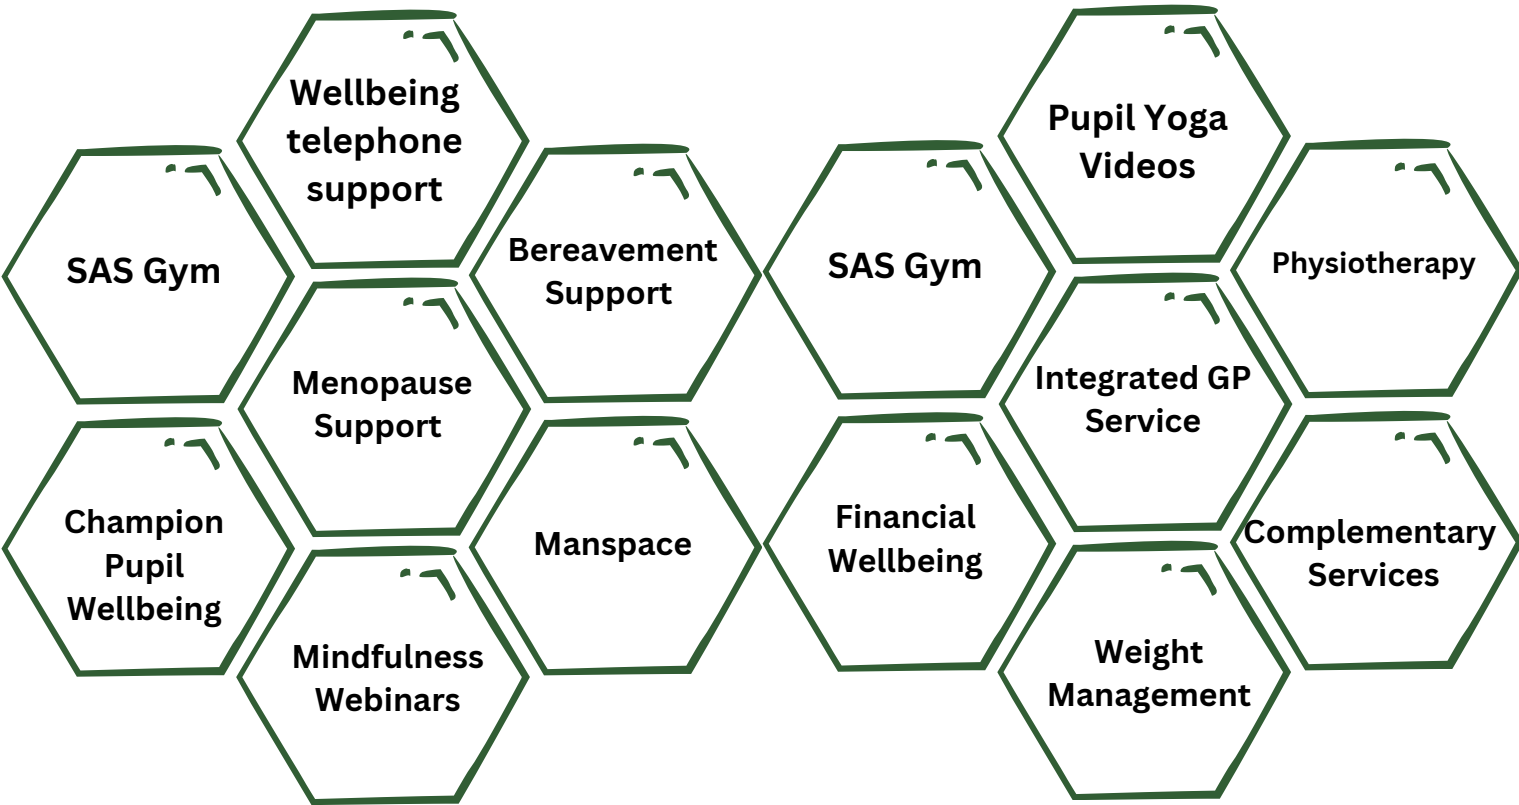 Wellbeing
telephone
support
SAS Gym
Bereavement
Support
Menopause
Support
Champion
Pupil
Wellbeing
Manspace
Mindfulness
Webinars
Pupil Yoga
Videos
SAS Gym
Physiotherapy
Integrated GP
Service
Financial
Wellbeing
Complementary
Services
Weight
Management